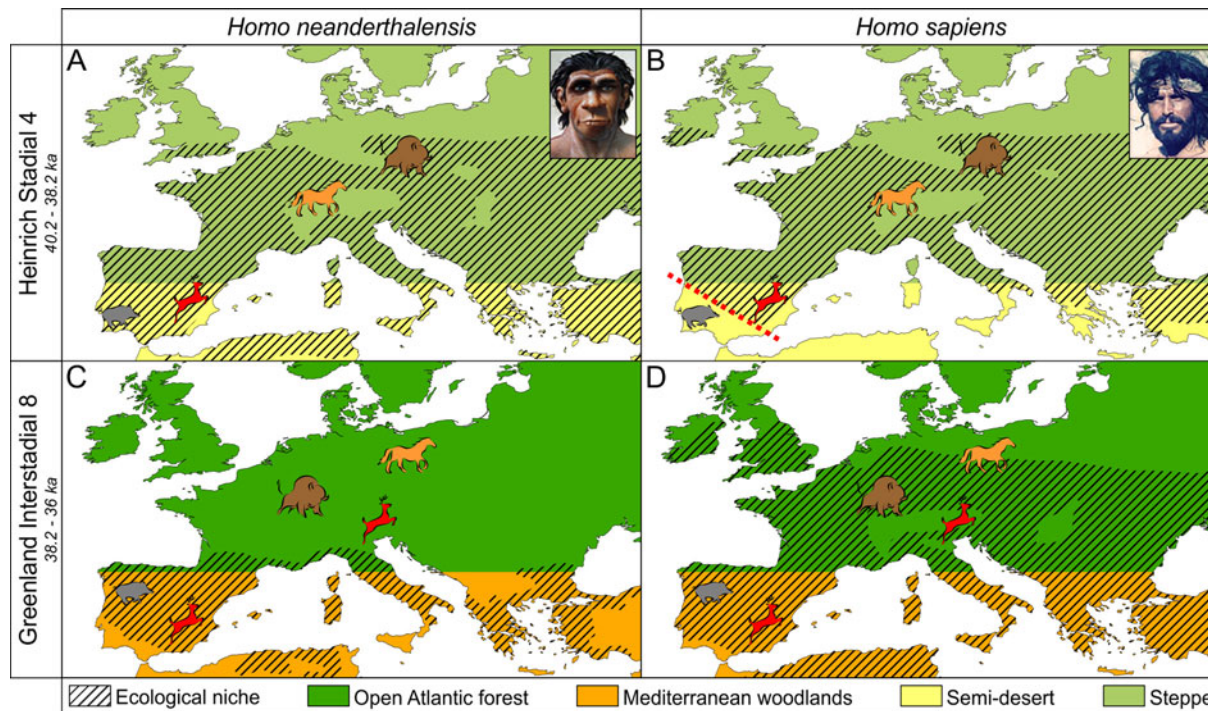 Homo neanderthalensis
Homo sapiens
Heinrich Stadial 4
40.2 - 38.2 ka
A
B
Greenland Interstadial 8
38.2 - 36 ka
C
D
Ecological niche
Open Atlantic forest
Mediterranean woodlands
Semi-desert
Steppe